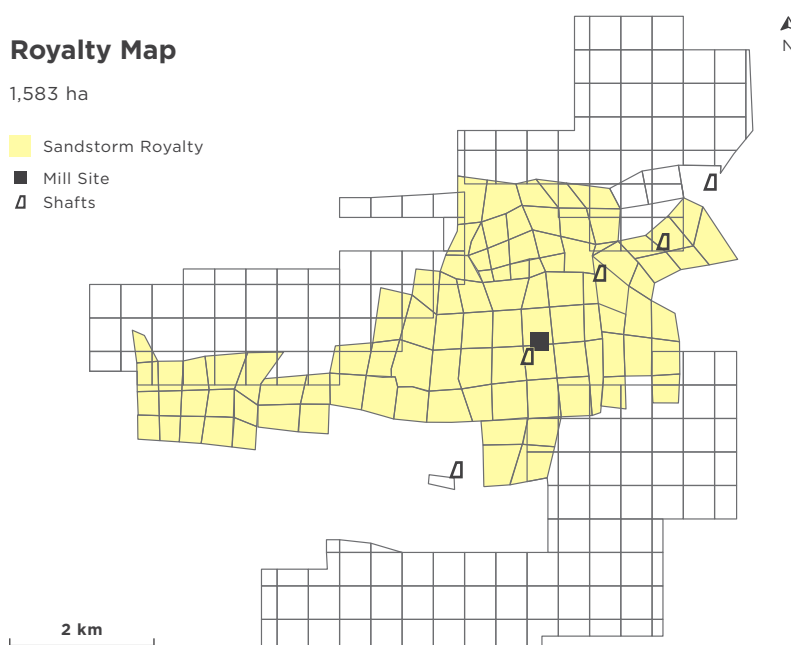 Royalty Map
N
1,583 ha
Sandstorm Royalty
Mill Site
Shafts
2 km